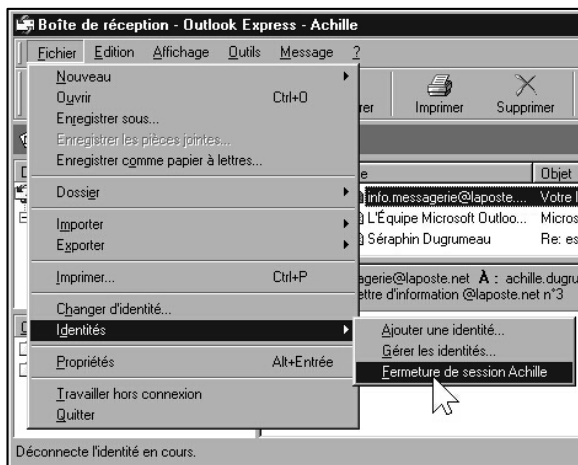 Boîte de réception - Outlook Express - Achille
Fichier Edition Affichage Outils Message ?
Nouveau
Ouvrir Ctrl+O
Enregistrer sous...
Enregistrer les pièces jointes...
Enregistrer comme papier à lettres...
Dossier
Importer
Exporter
Imprimer... Ctrl+P
Changer d'identité...
Identités
Propriétés Alt+Entrée
Travailler hors connexion
Quitter
rer Imprimer Supprimer
e Objet
info.messagerie@laposte.... Votre l
L'Équipe Microsoft Outloo... Micros
Séraphin Dugrumeau Re: es
agerie@laposte.net À : achille.dugru
ettre d'information @laposte.net n°3
Ajouter une identité...
Gérer les identités...
Fermeture de session Achille
Déconnecte l'identité en cours.